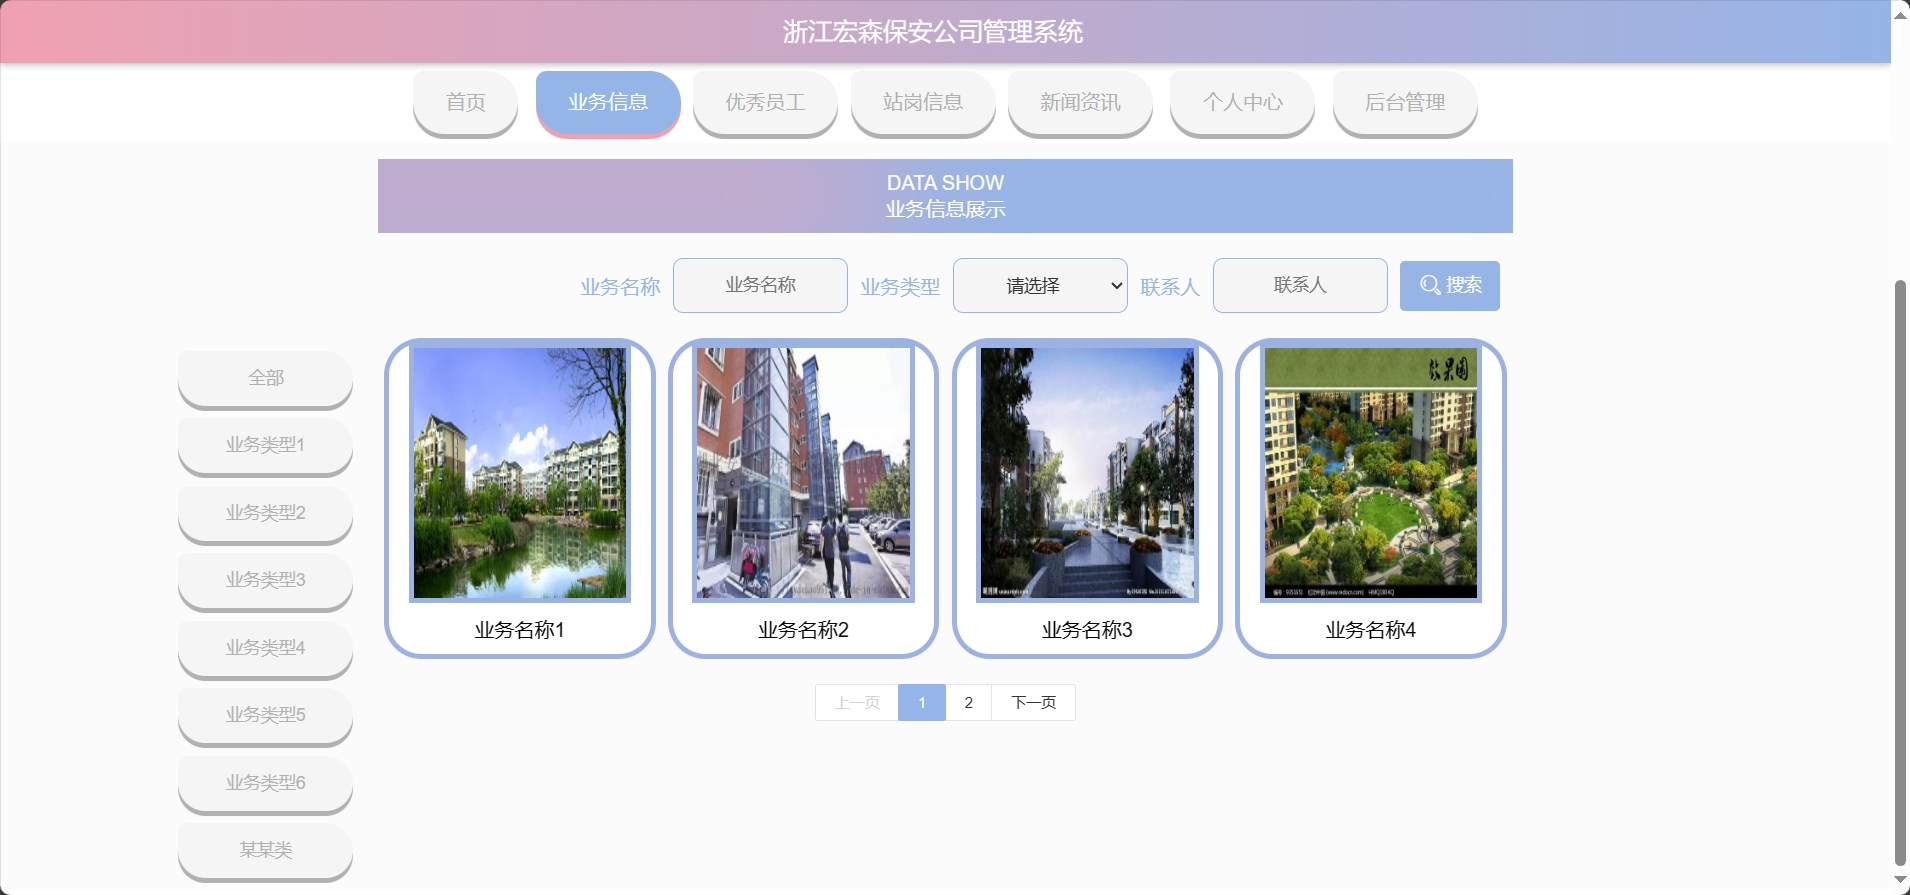 浙江宏森保安公司管理系统
首页
业务信息
优秀员工
站岗信息
新闻资讯
个人中心
后台管理
DATA SHOW
业务信息展示
业务名称
业务名称
业务类型
请选择
联系人
联系人
搜索
全部
业务类型1
业务类型2
业务类型3
业务类型4
业务类型5
业务类型6
某某类
效果图
业务名称1
业务名称2
业务名称3
业务名称4
上一页
1
2
下一页